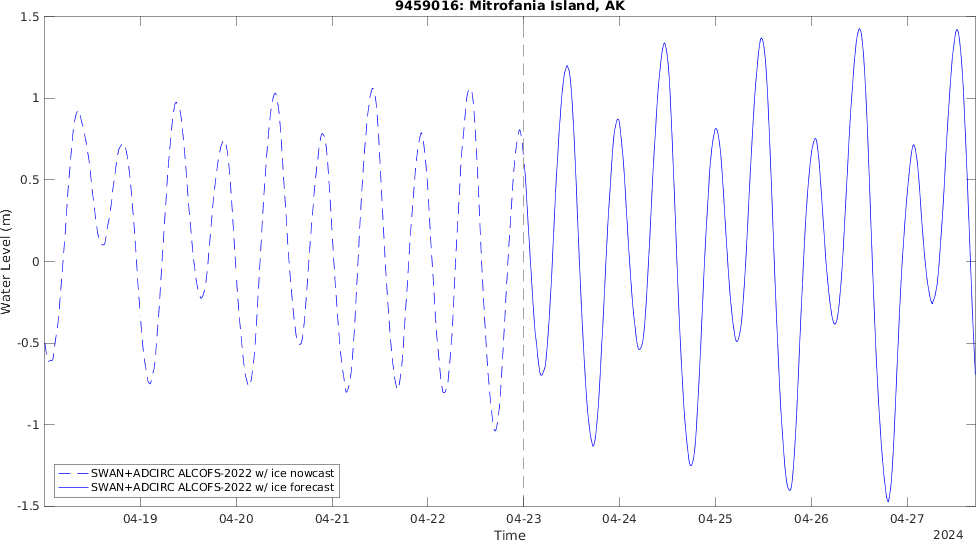 9459016: Mitrofania Island, AK
Water Level (m)
1.5
1
0.5
0
-0.5
-1
-1.5
SWAN+ADCIRC ALCOFS-2022 w/ ice nowcast
SWAN+ADCIRC ALCOFS-2022 w/ ice forecast
04-19 04-20 04-21 04-22 04-23 04-24 04-25 04-26 04-27
Time
2024